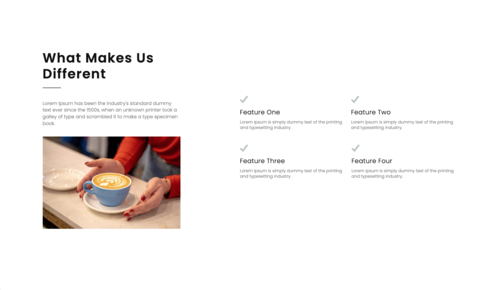 What Makes Us
Different
Lorem Ipsum has been the industry's standard dummy
text ever since the 1500s, when an unknown printer took a
galley of type and scrambled it to make a type specimen
book.
Feature One
Lorem Ipsum is simply dummy text of the printing
and typesetting industry.
Feature Two
Lorem Ipsum is simply dummy text of the printing
and typesetting industry.
Feature Three
Lorem Ipsum is simply dummy text of the printing
and typesetting industry.
Feature Four
Lorem Ipsum is simply dummy text of the printing
and typesetting industry.